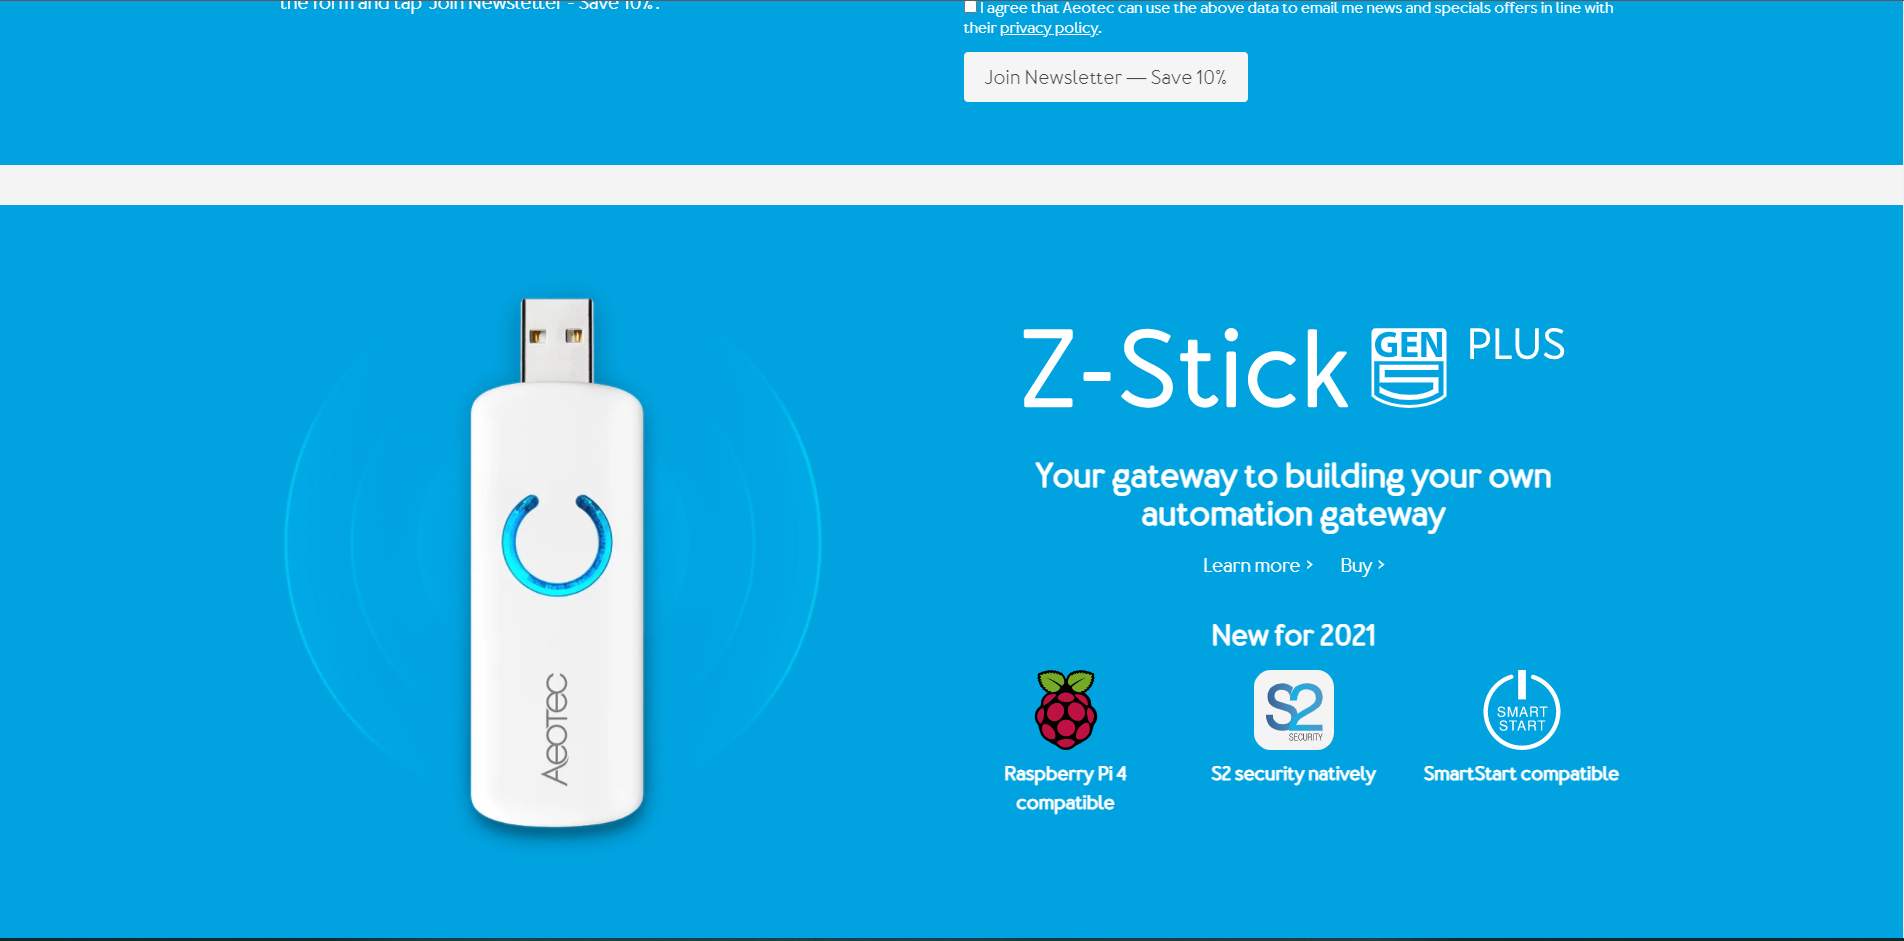 the form and tap 'Join Newsletter - Save 10%'.
I agree that Aeotec can use the above data to email me news and specials offers in line with
their privacy policy.
Join Newsletter — Save 10%
AEOTEC
Z-Stick GEN 5 PLUS
Your gateway to building your own
automation gateway
Learn more > Buy >
New for 2021
S2
SECURITY
SMART
START
Raspberry Pi 4
compatible
S2 security natively
SmartStart compatible